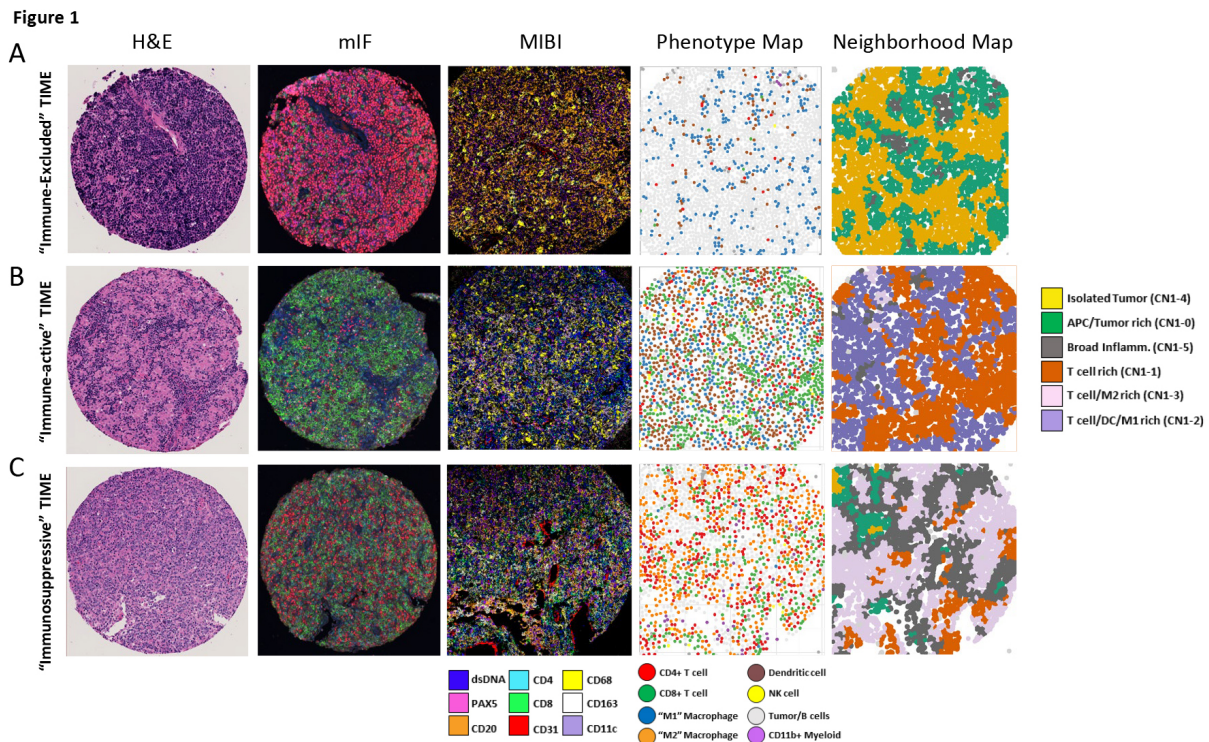 Figure 1
H&E
mIF
MIBI
Phenotype Map
Neighborhood Map
A
"Immune-Excluded" TIME
B
"Immune-active" TIME
Isolated Tumor (CN1-4)
APC/Tumor rich (CN1-0)
Broad Inflamm. (CN1-5)
T cell rich (CN1-1)
T cell/M2 rich (CN1-3)
T cell/DC/M1 rich (CN1-2)
C
"Immunosuppressive" TIME
dsDNA
CD4
CD68
PAX5
CD8
CD163
CD20
CD31
CD11c
CD4+ T cell
Dendritic cell
CD8+ T cell
NK cell
"M1" Macrophage
Tumor/B cells
"M2" Macrophage
CD11b+ Myeloid